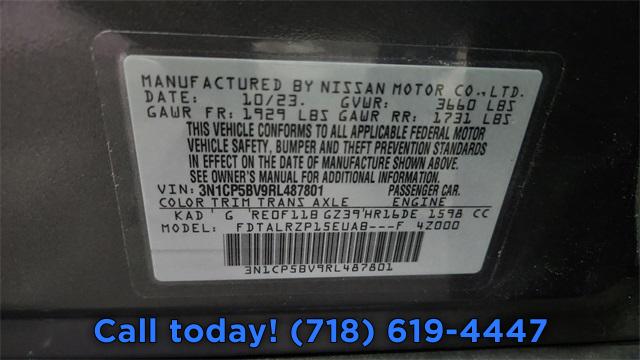 MANUFACTURED BY NISSAN MOTOR CO.,LTD.
DATE: 10/23. GVWR: 3660 LBS
GAWR FR: 1929 LBS GAWR RR: 1731 LBS
THIS VEHICLE CONFORMS TO ALL APPLICABLE FEDERAL MOTOR
VEHICLE SAFETY, BUMPER AND THEFT PREVENTION STANDARDS
IN EFFECT ON THE DATE OF MANUFACTURE SHOWN ABOVE.
SEE OWNER'S MANUAL FOR ADDITIONAL INFORMATION.
VIN: 3N1CP5BV9RL487801 PASSENGER CAR.
COLOR TRIM TRANS AXLE ENGINE
KAD G RE0F11B GZ39 HR16DE 1598 CC
MODEL: FDTALRZP15EUAB---F 4Z000
3N1CP5BV9RL487801
Call today! (718) 619-4447